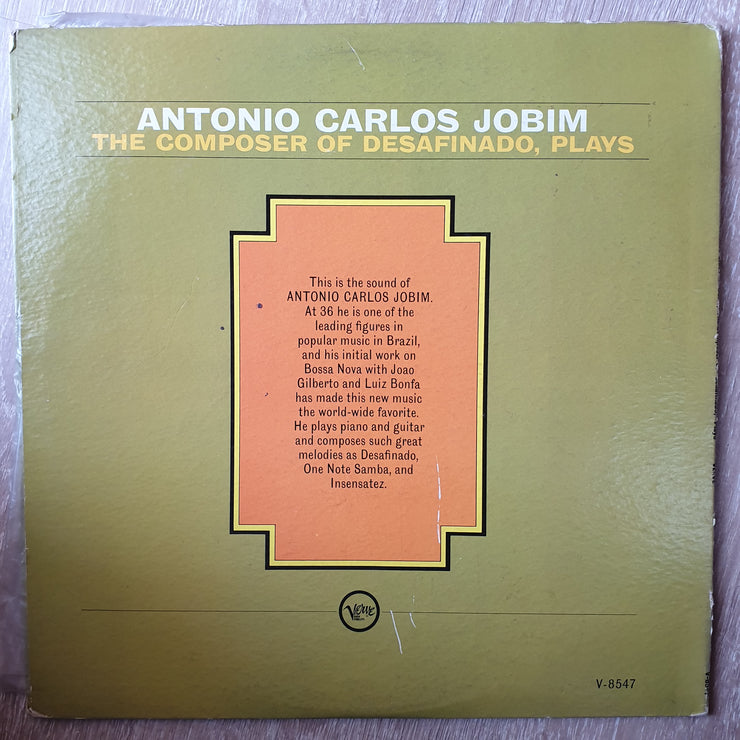 ANTONIO CARLOS JOBIM
THE COMPOSER OF DESAFINADO, PLAYS
This is the sound of
ANTONIO CARLOS JOBIM.
At 36 he is one of the
leading figures in
popular music in Brazil,
and his initial work on
Bossa Nova with Joao
Gilberto and Luiz Bonfa
has made this new music
the world-wide favorite.
He plays piano and guitar
and composes such great
melodies as Desafinado,
One Note Samba, and
Insensatez.
Verve
V-8547